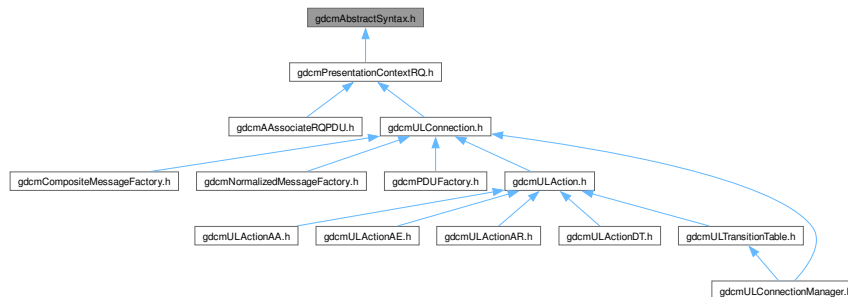 gdcmAbstractSyntax.h
gdcmPresentationContextRQ.h
gdcmAAssociateRQPDU.h
gdcmULConnection.h
gdcmCompositeMessageFactory.h
gdcmNormalizedMessageFactory.h
gdcmPDUFactory.h
gdcmULAction.h
gdcmULActionAA.h
gdcmULActionAE.h
gdcmULActionAR.h
gdcmULActionDT.h
gdcmULTransitionTable.h
gdcmULConnectionManager.h